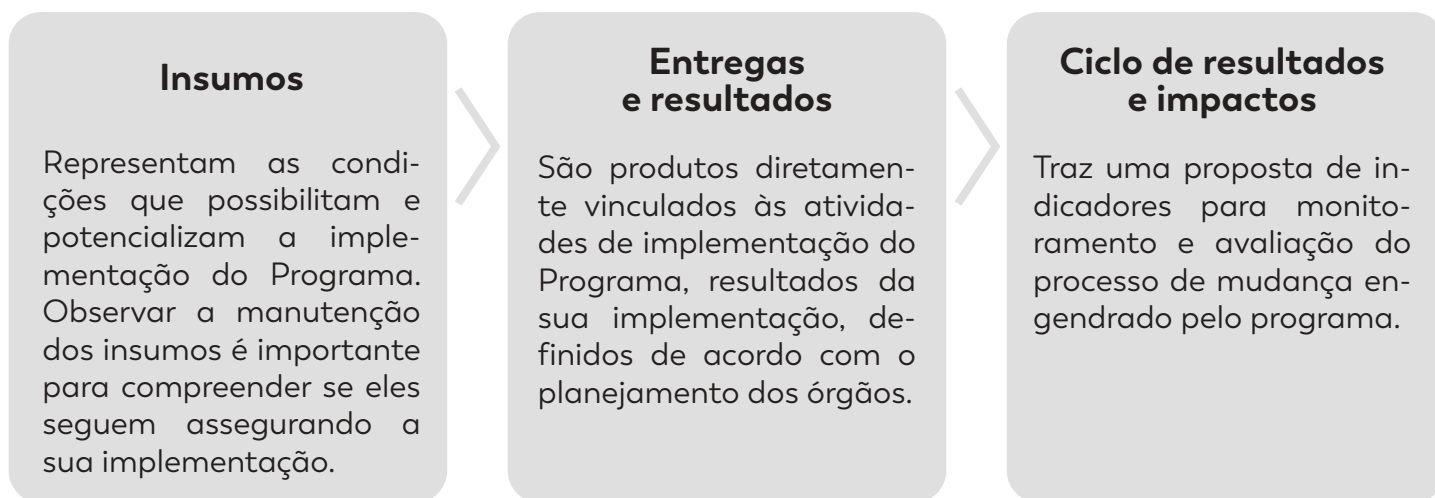 Insumos
Representam as condi-
ções que possibilitam e
potencializam a imple-
mentação do Programa.
Observar a manutenção
dos insumos é importante
para compreender se eles
seguem assegurando a
sua implementação.
Entregas
e resultados
São produtos diretamen-
te vinculados às ativida-
des de implementação do
Programa, resultados da
sua implementação, de-
finidos de acordo com o
planejamento dos órgãos.
Ciclo de resultados
e impactos
Traz uma proposta de in-
dicadores para monito-
ramento e avaliação do
processo de mudança en-
gendrado pelo programa.